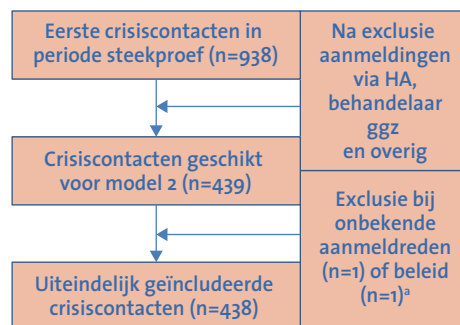 Eerste crisiscontacten in
periode steekproef (n=938)
Na exclusie
aanmeldingen
via HA,
behandelaar
ggz
en overig
Crisiscontacten geschikt
voor model 2 (n=439)
Exclusie bij
onbekende
aanmeldreden
(n=1) of beleid
(n=1)ᵃ
Uiteindelijk geïncludeerde
crisiscontacten (n=438)